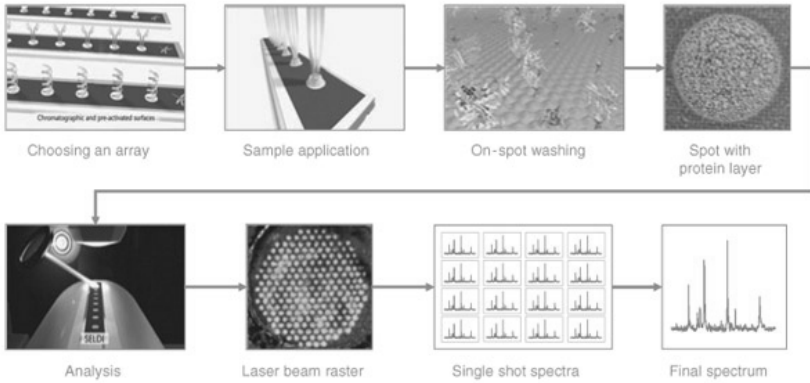 Chromatographic and pre-activated surfaces
Choosing an array
Sample application
On-spot washing
Spot with
protein layer
SELDI
Analysis
Laser beam raster
Single shot spectra
Final spectrum